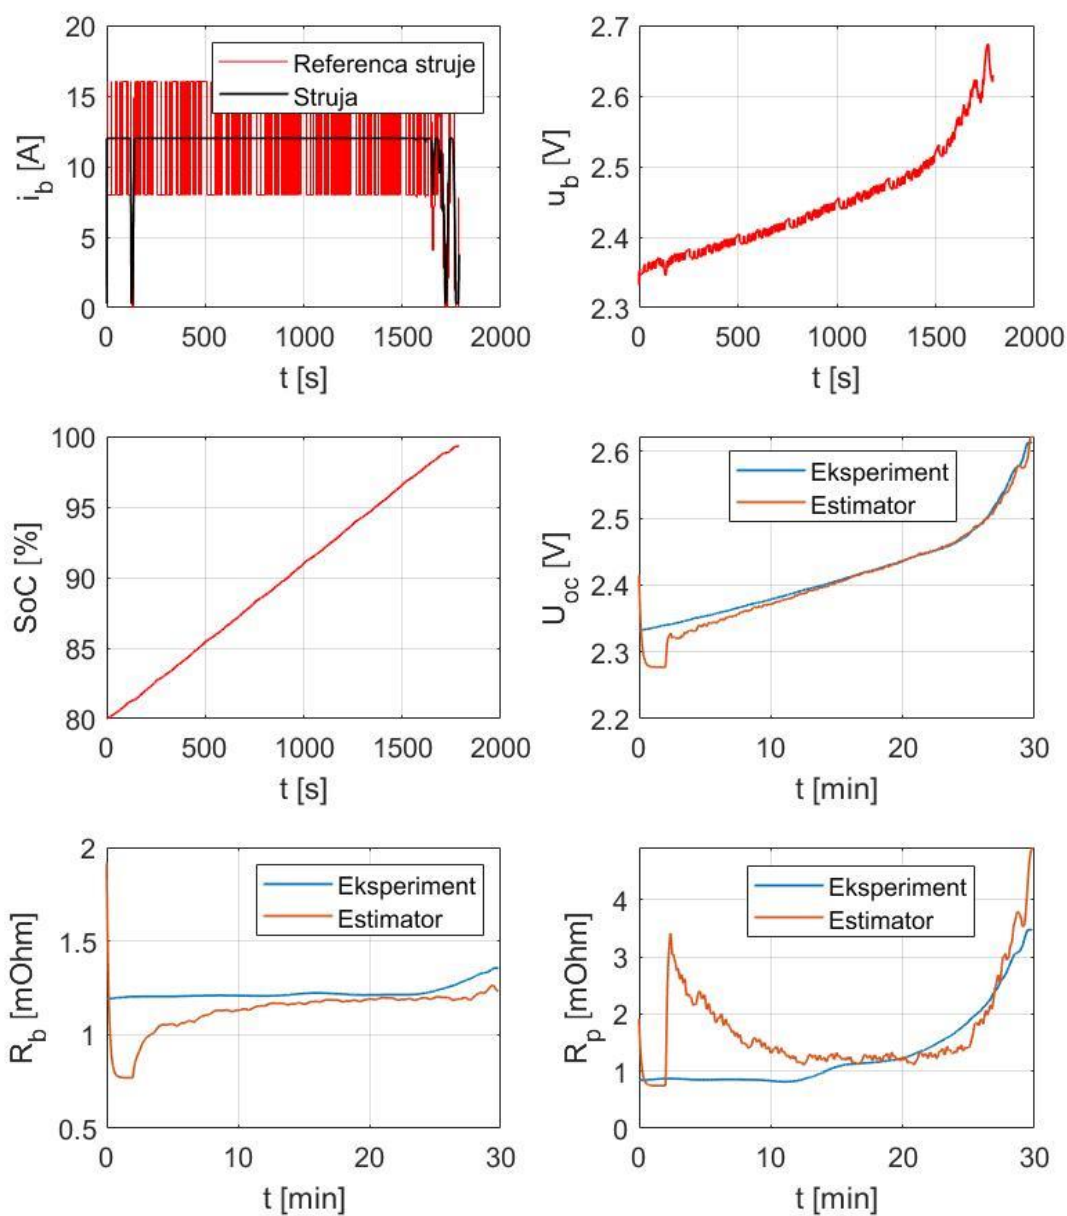 20
15
10
5
0
i_b [A]
Referenca struje
Struja
0 500 1000 1500 2000
t [s]
2.7
2.6
2.5
2.4
2.3
u_b [V]
0 500 1000 1500 2000
t [s]
100
95
90
85
80
SoC [%]
0 500 1000 1500 2000
t [s]
2.6
2.5
2.4
2.3
2.2
U_oc [V]
Eksperiment
Estimator
0 10 20 30
t [min]
2
1.5
1
0.5
R_b [mOhm]
Eksperiment
Estimator
0 10 20 30
t [min]
4
3
2
1
0
R_p [mOhm]
Eksperiment
Estimator
0 10 20 30
t [min]